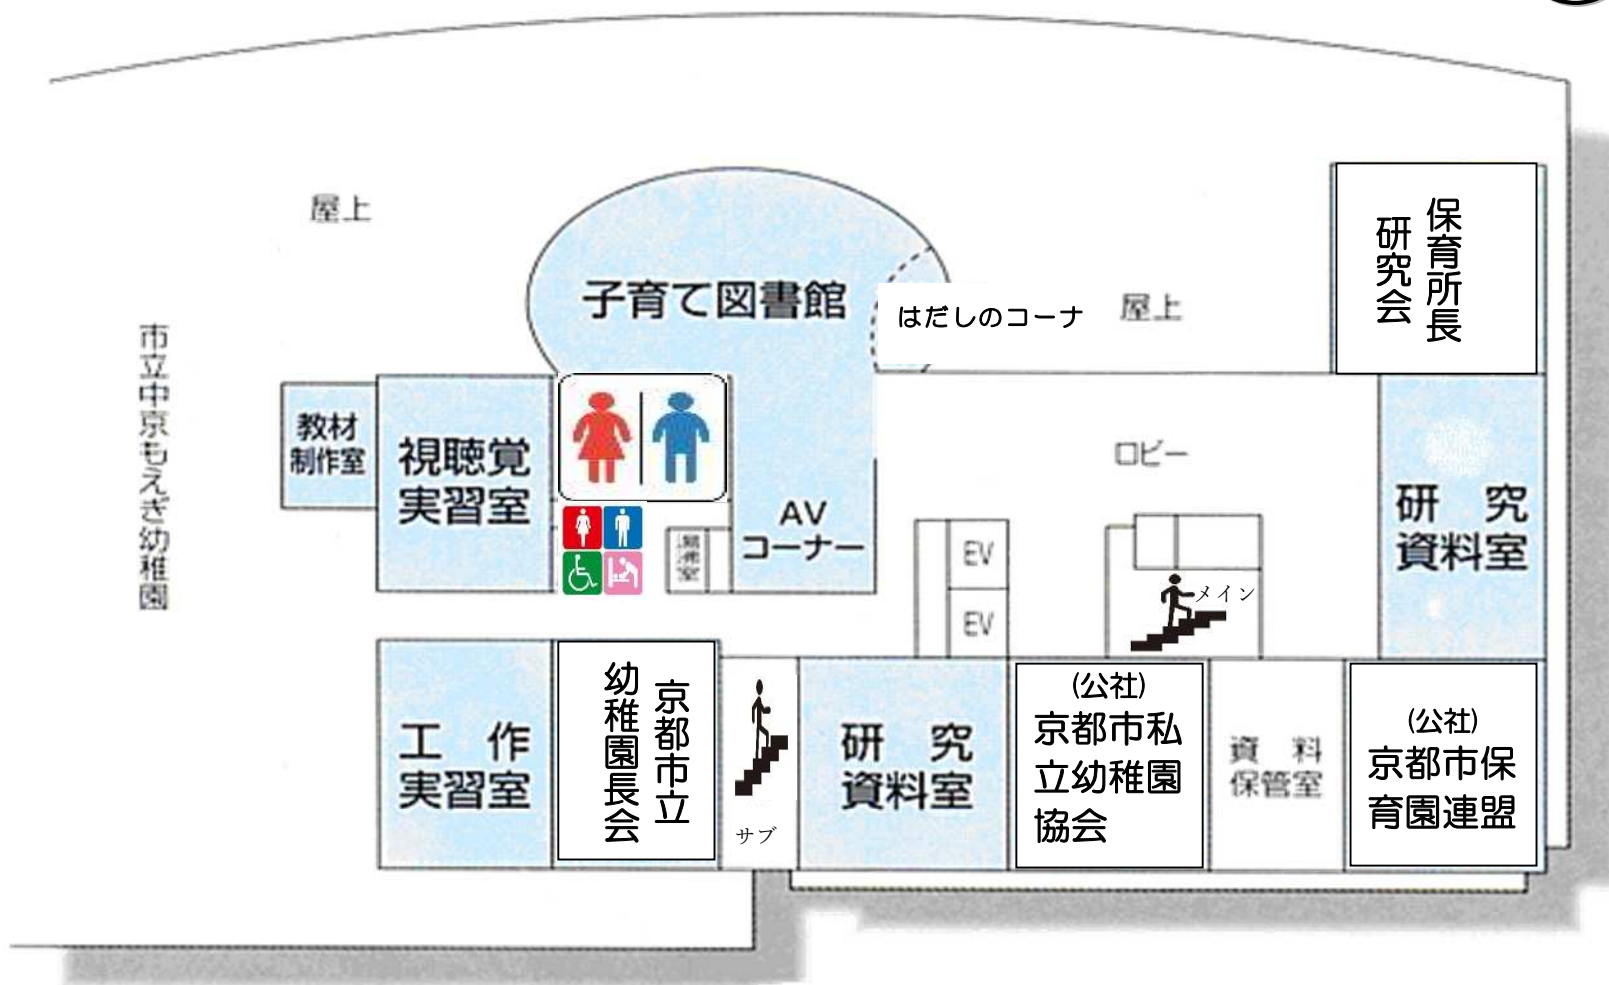 屋上
子育て図書館
はだしのコーナ
屋上
保育所長
研究会
市立中京もえぎ幼稚園
教材
制作室
視聴覚
実習室
湯沸室
AV
コーナー
ロビー
EV
EV
メイン
研 究
資料室
工 作
実習室
京都市立
幼稚園長会
サブ
研 究
資料室
(公社)
京都市私
立幼稚園
協会
資 料
保管室
(公社)
京都市保
育園連盟